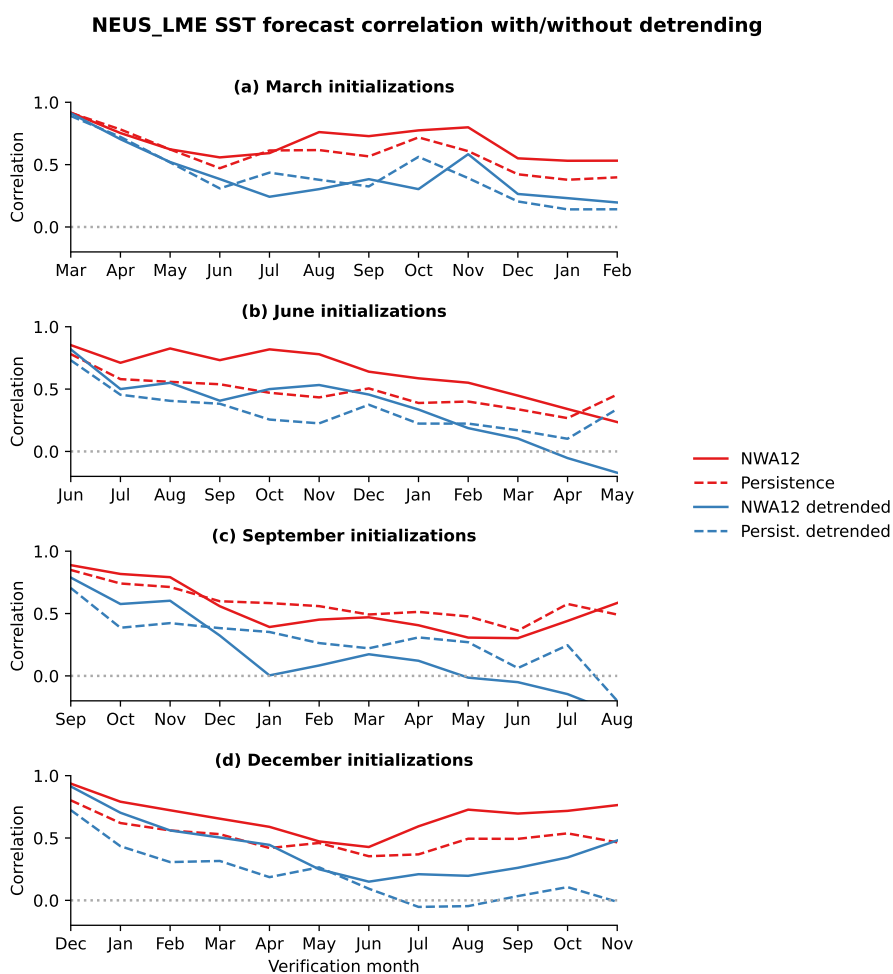 NEUS_LME SST forecast correlation with/without detrending
(a) March initializations
1.0
0.5
0.0
Correlation
Mar Apr May Jun Jul Aug Sep Oct Nov Dec Jan Feb
(b) June initializations
1.0
0.5
0.0
Correlation
Jun Jul Aug Sep Oct Nov Dec Jan Feb Mar Apr May
NWA12
Persistence
NWA12 detrended
Persist. detrended
(c) September initializations
1.0
0.5
0.0
Correlation
Sep Oct Nov Dec Jan Feb Mar Apr May Jun Jul Aug
(d) December initializations
1.0
0.5
0.0
Correlation
Dec Jan Feb Mar Apr May Jun Jul Aug Sep Oct Nov
Verification month